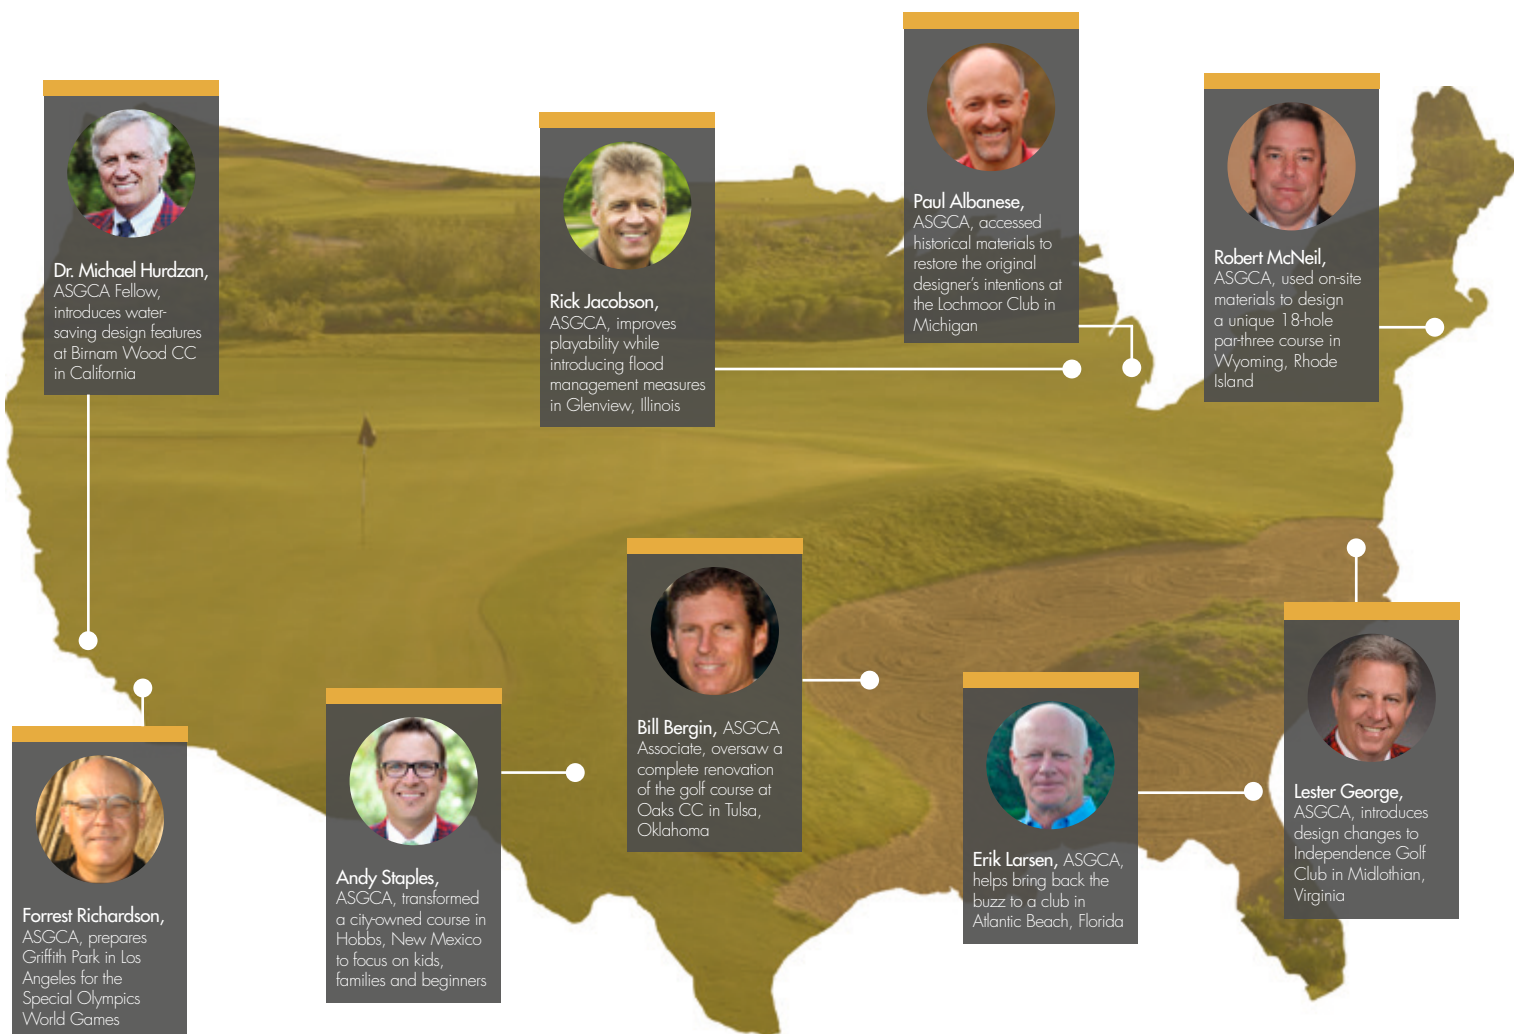 Dr. Michael Hurdzan,
ASGCA Fellow,
introduces water-
saving design features
at Birnam Wood CC
in California
Rick Jacobson,
ASGCA, improves
playability while
introducing flood
management measures
in Glenview, Illinois
Paul Albanese,
ASGCA, accessed
historical materials to
restore the original
designer's intentions at
the Lochmoor Club in
Michigan
Robert McNeil,
ASGCA, used on-site
materials to design
a unique 18-hole
par-three course in
Wyoming, Rhode
Island
Forrest Richardson,
ASGCA, prepares
Griffith Park in Los
Angeles for the
Special Olympics
World Games
Andy Staples,
ASGCA, transformed
a city-owned course in
Hobbs, New Mexico
to focus on kids,
families and beginners
Bill Bergin, ASGCA
Associate, oversaw a
complete renovation
of the golf course at
Oaks CC in Tulsa,
Oklahoma
Erik Larsen, ASGCA,
helps bring back the
buzz to a club in
Atlantic Beach, Florida
Lester George,
ASGCA, introduces
design changes to
Independence Golf
Club in Midlothian,
Virginia